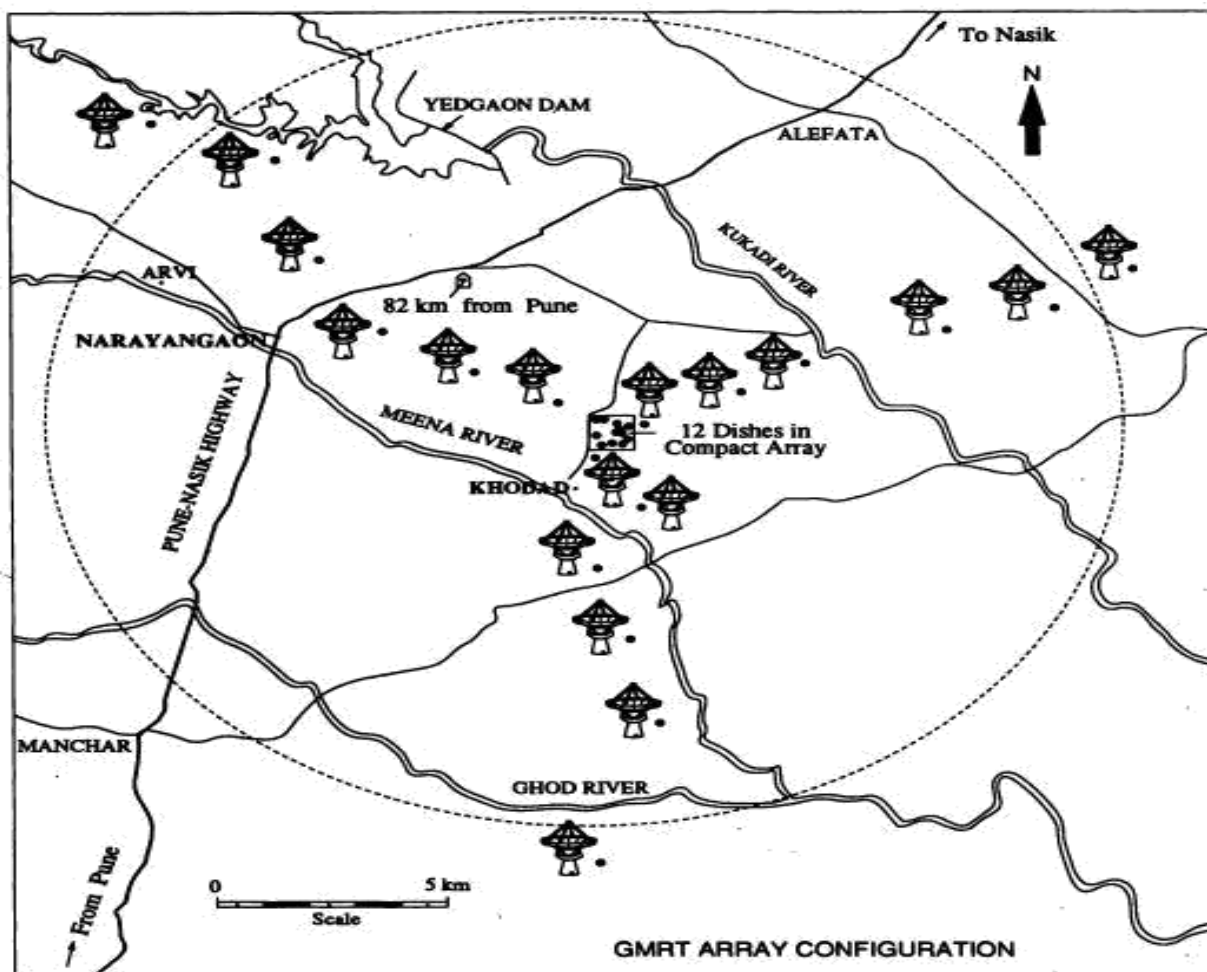 To Nasik
N
YEDGAON DAM
ALEFATA
KUKADI RIVER
ARVI
82 km from Pune
NARAYANGAON
PUNE-NASIK HIGHWAY
MEENA RIVER
12 Dishes in
Compact Array
KHODAD
MANCHAR
GHOD RIVER
From Pune
0 5 km
Scale
GMRT ARRAY CONFIGURATION